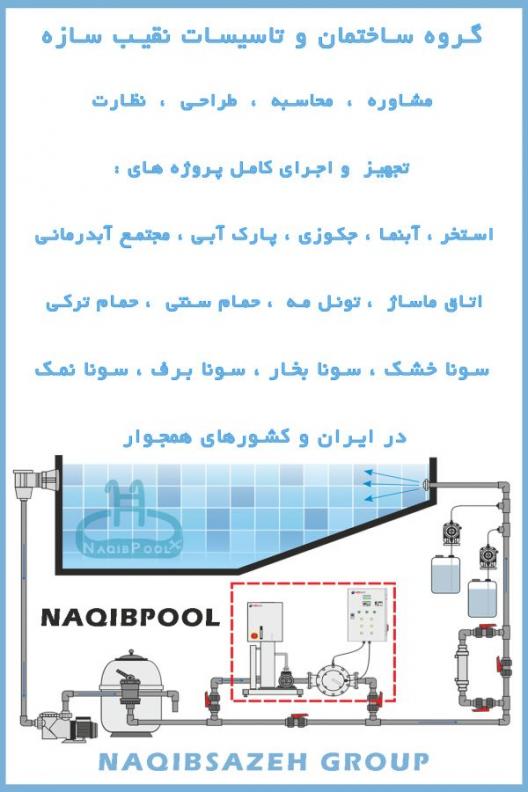 گروه ساختمان و تاسیسات نقیب سازه
مشاوره ، محاسبه ، طراحی ، نظارت
تجهیز و اجرای کامل پروژه های :
استخر ، آبنما ، جکوزی ، پارک آبی ، مجتمع آبدرمانی
اتاق ماساژ ، تونل مه ، حمام سنتی ، حمام ترکی
سونا خشک ، سونا بخار ، سونا برف ، سونا نمک
در ایران و کشورهای همجوار
NAQIBPOOL
NAQIBPOOL
NAQIBSAZEH GROUP